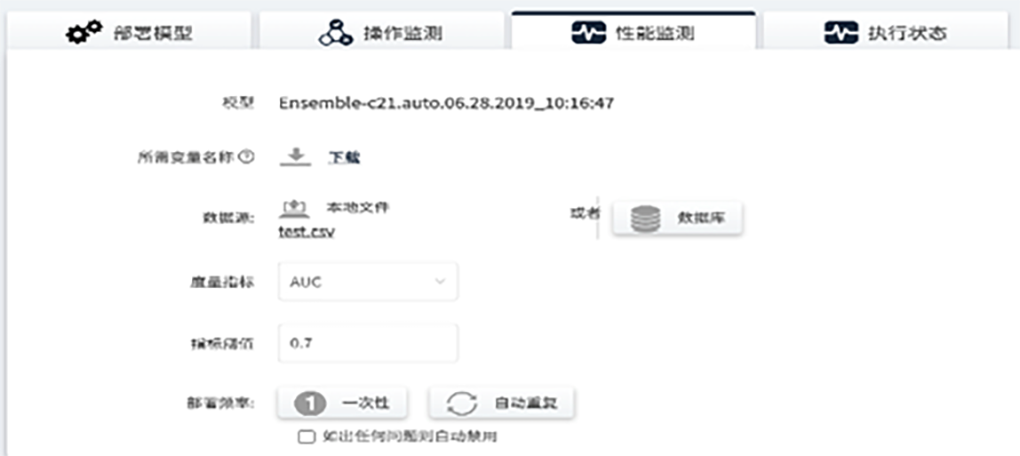 部署模型 操作监测 性能监测 执行状态
模型 Ensemble-c21.auto.06.28.2019_10:16:47
所需变量名称? 下载
数据源: 本地文件 或者 数据库
test.csv
度量指标 AUC
指标阈值 0.7
部署频率: 1 一次性 自动重复
如出任何问题则自动禁用